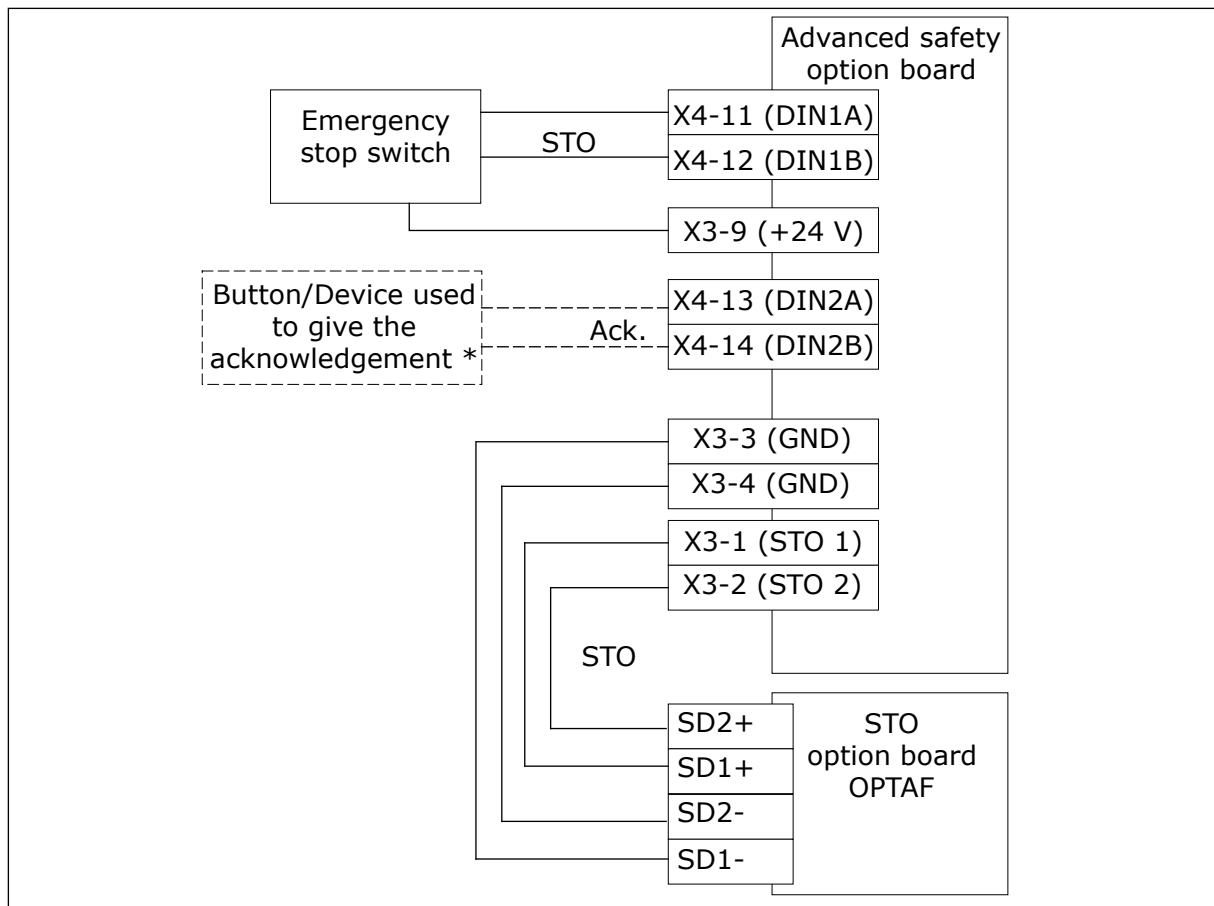 Advanced safety
option board
Emergency
stop switch
STO
X4-11 (DIN1A)
X4-12 (DIN1B)
X3-9 (+24 V)
Button/Device used
to give the
acknowledgement *
Ack.
X4-13 (DIN2A)
X4-14 (DIN2B)
X3-3 (GND)
X3-4 (GND)
X3-1 (STO 1)
X3-2 (STO 2)
STO
SD2+
SD1+
SD2-
SD1-
STO
option board
OPTAF